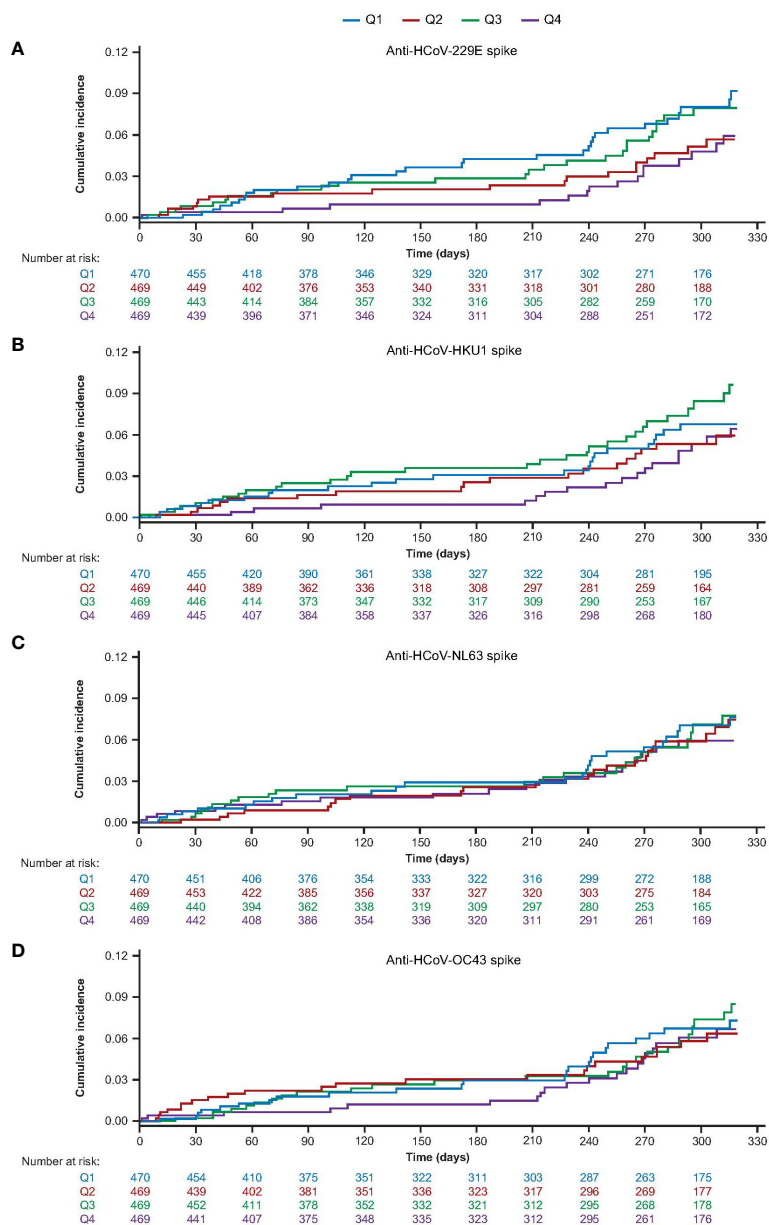 Q1 Q2 Q3 Q4
A
Anti-HCoV-229E spike
Cumulative incidence
0.12
0.09
0.06
0.03
0.00
0 30 60 90 120 150 180 210 240 270 300 330
Time (days)
Number at risk:
Q1 470 455 418 378 346 329 320 317 302 271 176
Q2 469 449 402 376 353 340 331 318 301 280 188
Q3 469 443 414 384 357 332 316 305 282 259 170
Q4 469 439 396 371 346 324 311 304 288 251 172
B
Anti-HCoV-HKU1 spike
Cumulative incidence
0.12
0.09
0.06
0.03
0.00
0 30 60 90 120 150 180 210 240 270 300 330
Time (days)
Number at risk:
Q1 470 455 420 390 361 338 327 322 304 281 195
Q2 469 440 389 362 336 318 308 297 281 259 164
Q3 469 446 414 373 347 332 317 309 290 253 167
Q4 469 445 407 384 358 337 326 316 298 268 180
C
Anti-HCoV-NL63 spike
Cumulative incidence
0.12
0.09
0.06
0.03
0.00
0 30 60 90 120 150 180 210 240 270 300 330
Time (days)
Number at risk:
Q1 470 451 406 376 354 333 322 316 299 272 188
Q2 469 453 422 385 356 337 327 320 303 275 184
Q3 469 440 394 362 338 319 309 297 280 253 165
Q4 469 442 408 386 354 336 320 311 291 261 169
D
Anti-HCoV-OC43 spike
Cumulative incidence
0.12
0.09
0.06
0.03
0.00
0 30 60 90 120 150 180 210 240 270 300 330
Time (days)
Number at risk:
Q1 470 454 410 375 351 322 311 303 287 263 175
Q2 469 439 402 381 351 336 323 317 296 269 177
Q3 469 452 411 378 352 332 321 312 295 268 178
Q4 469 441 407 375 348 335 323 312 295 261 176